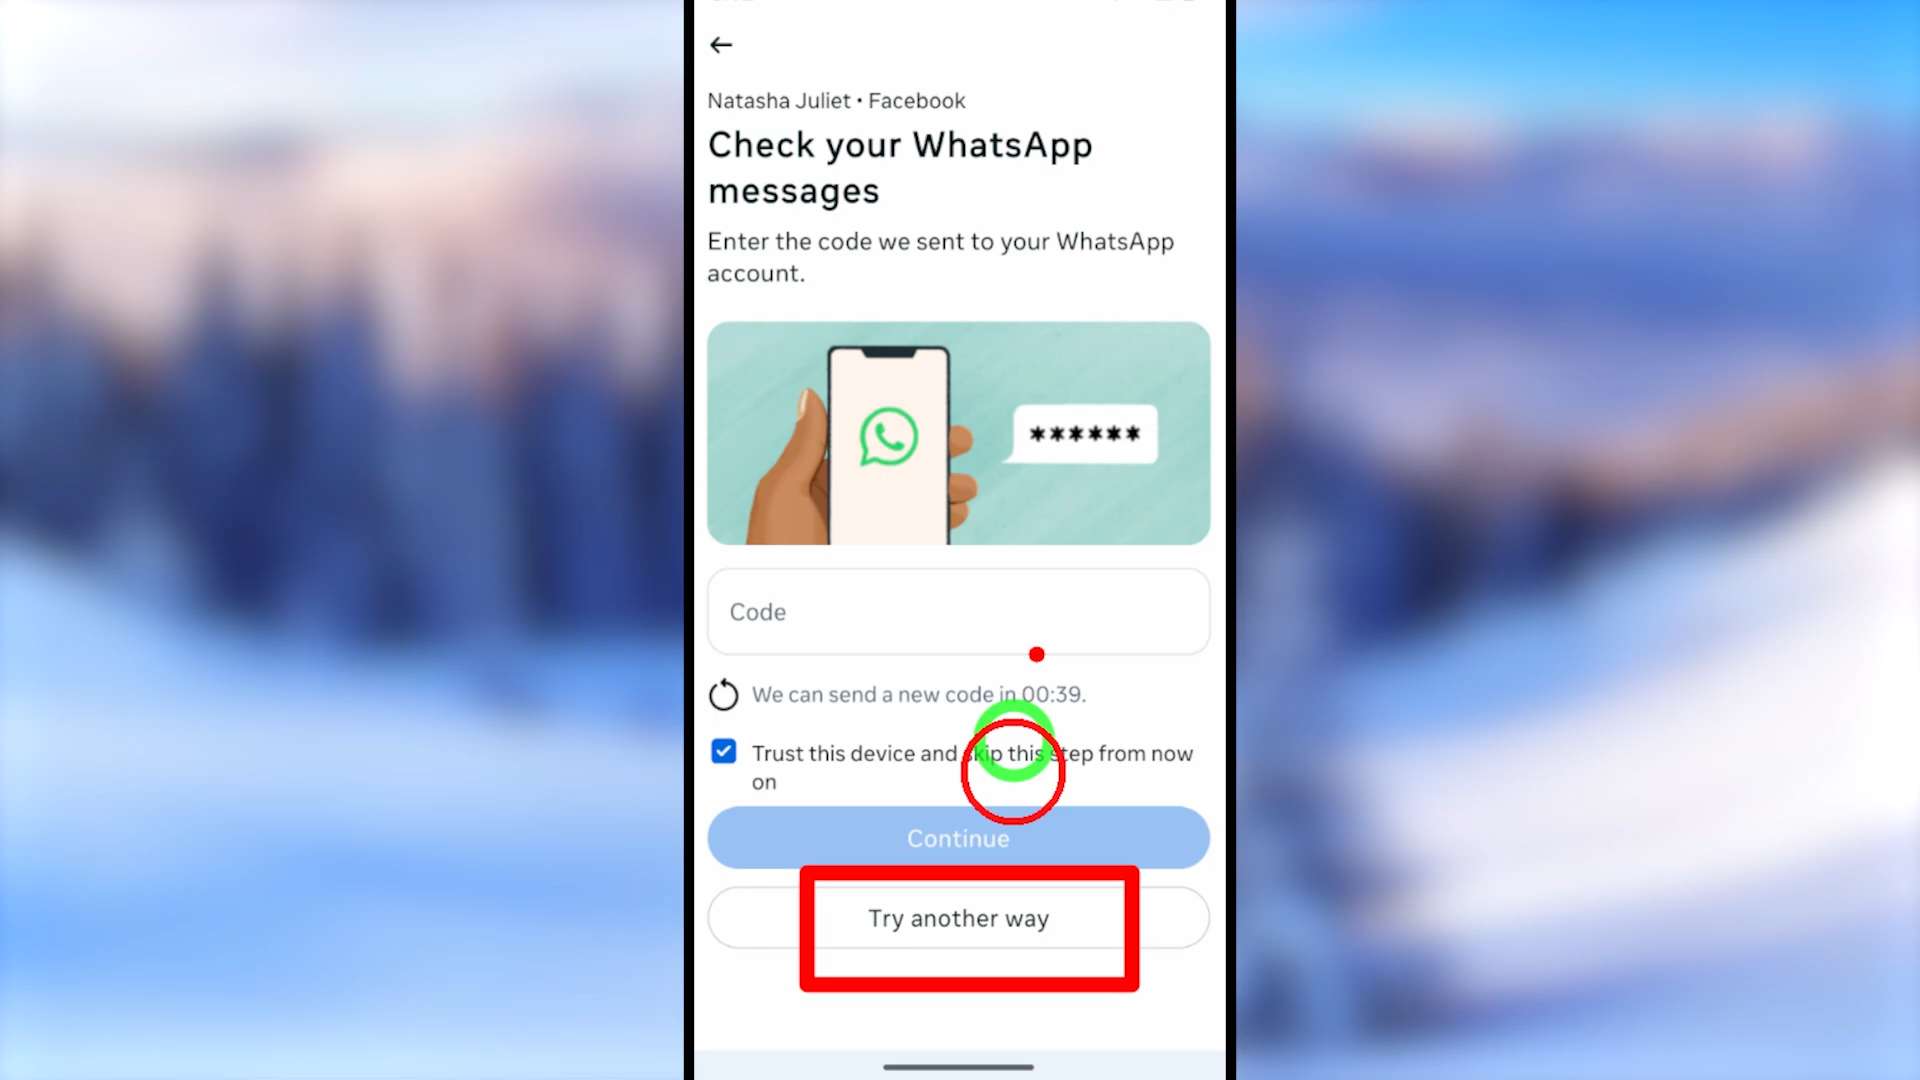 Natasha Juliet • Facebook
Check your WhatsApp
messages
Enter the code we sent to your WhatsApp
account.
******
Code
We can send a new code in 00:39.
Trust this device and skip this step from now
on
Continue
Try another way